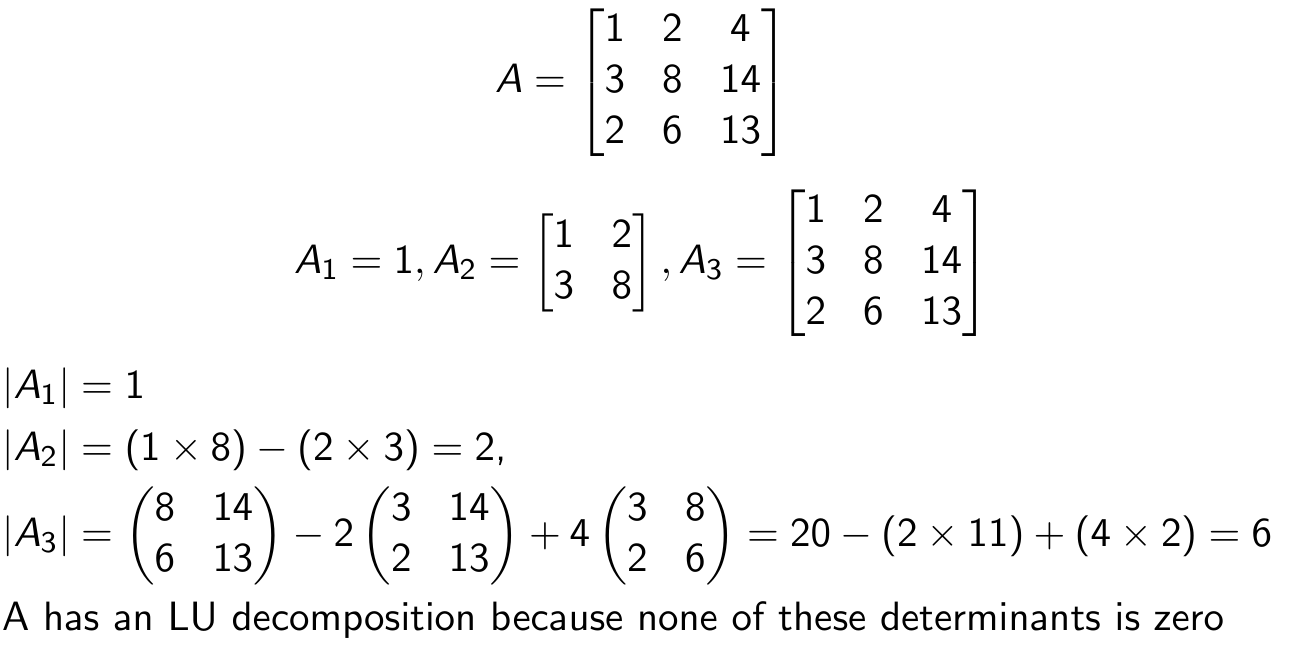 A = [1 2 4
3 8 14
2 6 13]
A₁ = 1, A₂ = [1 2
3 8], A₃ = [1 2 4
3 8 14
2 6 13]
|A₁| = 1
|A₂| = (1 × 8) − (2 × 3) = 2,
|A₃| = (8 14
6 13) − 2 (3 14
2 13) + 4 (3 8
2 6) = 20 − (2 × 11) + (4 × 2) = 6
A has an LU decomposition because none of these determinants is zero